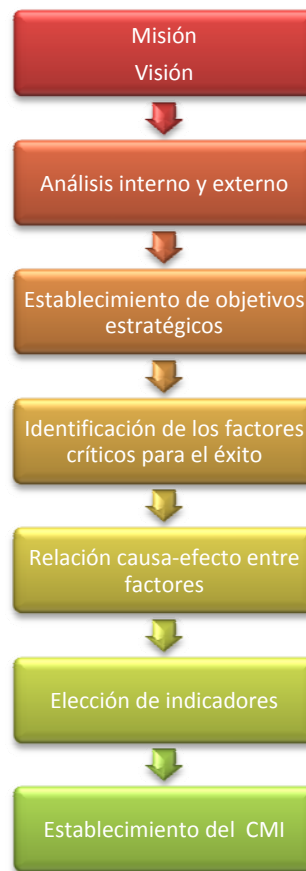 Misión
Visión
Análisis interno y externo
Establecimiento de objetivos
estratégicos
Identificación de los factores
críticos para el éxito
Relación causa-efecto entre
factores
Elección de indicadores
Establecimiento del CMI